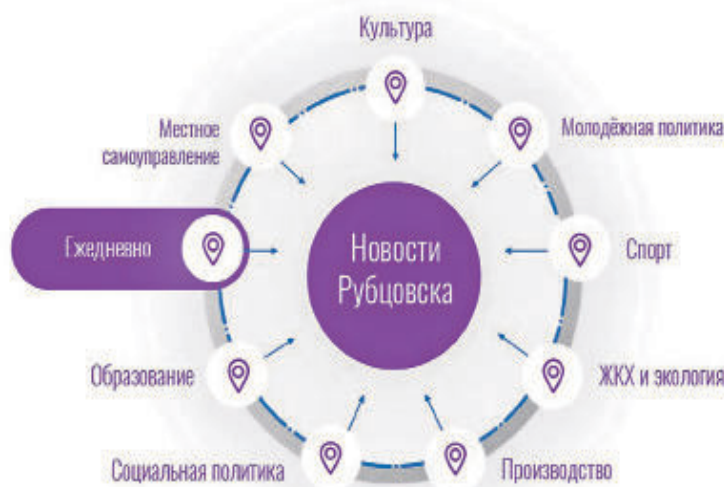 Культура
Местное
самоуправление
Молодёжная политика
Ежедневно
Новости
Рубцовска
Спорт
Образование
ЖКХ и экология
Социальная политика
Производство